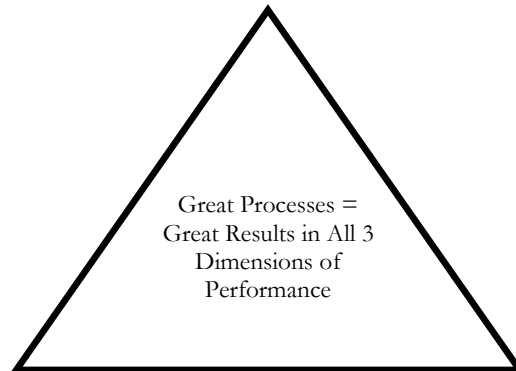 Great Processes =
Great Results in All 3
Dimensions of
Performance